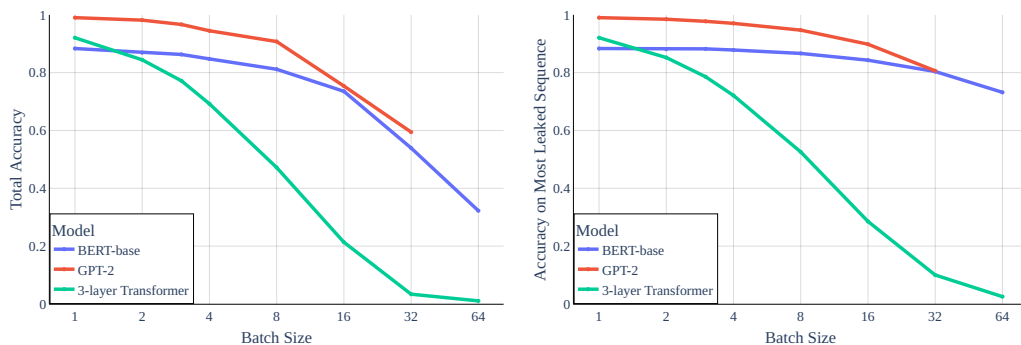 Total Accuracy
1
0.8
0.6
0.4
0.2
0
1
2
4
8
16
32
64
Batch Size
Model
BERT-base
GPT-2
3-layer Transformer
Accuracy on Most Leaked Sequence
1
0.8
0.6
0.4
0.2
0
1
2
4
8
16
32
64
Batch Size
Model
BERT-base
GPT-2
3-layer Transformer